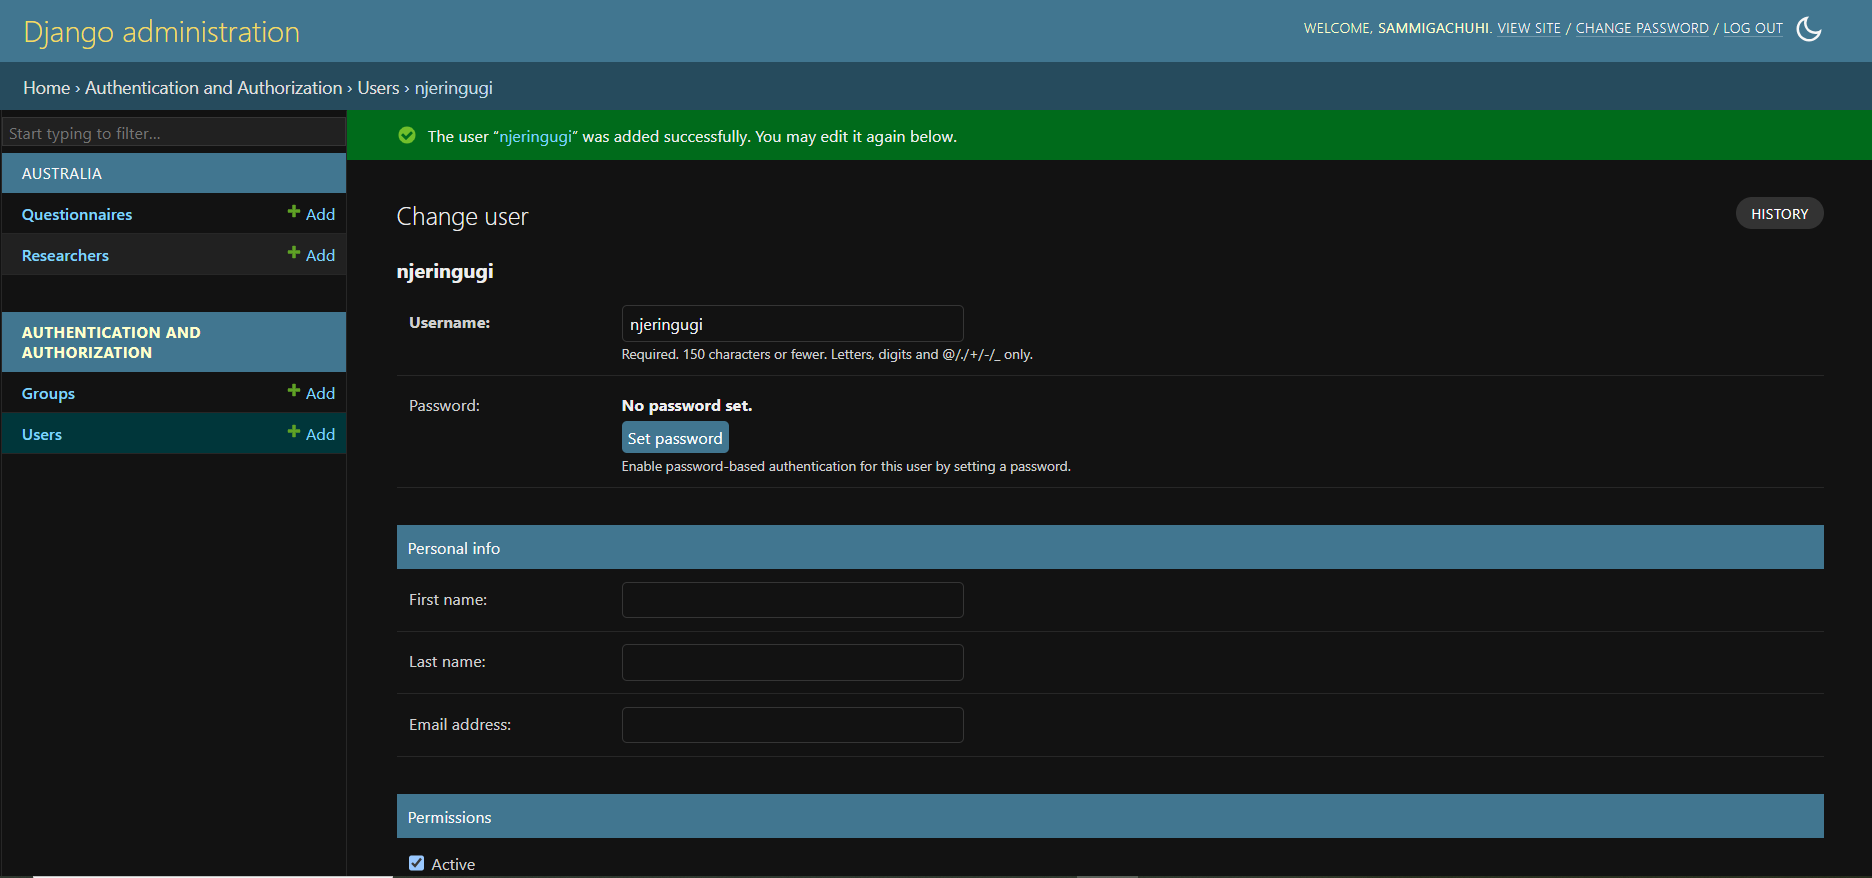 Django administration
WELCOME, SAMMIGACHUHI. VIEW SITE / CHANGE PASSWORD / LOG OUT
Home › Authentication and Authorization › Users › njeringugi
Start typing to filter...
AUSTRALIA
Questionnaires Add
Researchers Add
AUTHENTICATION AND
AUTHORIZATION
Groups Add
Users Add
The user “njeringugi” was added successfully. You may edit it again below.
Change user
HISTORY
njeringugi
Username: njeringugi
Required. 150 characters or fewer. Letters, digits and @/./+/-/_ only.
Password: No password set.
Set password
Enable password-based authentication for this user by setting a password.
Personal info
First name:
Last name:
Email address:
Permissions
Active